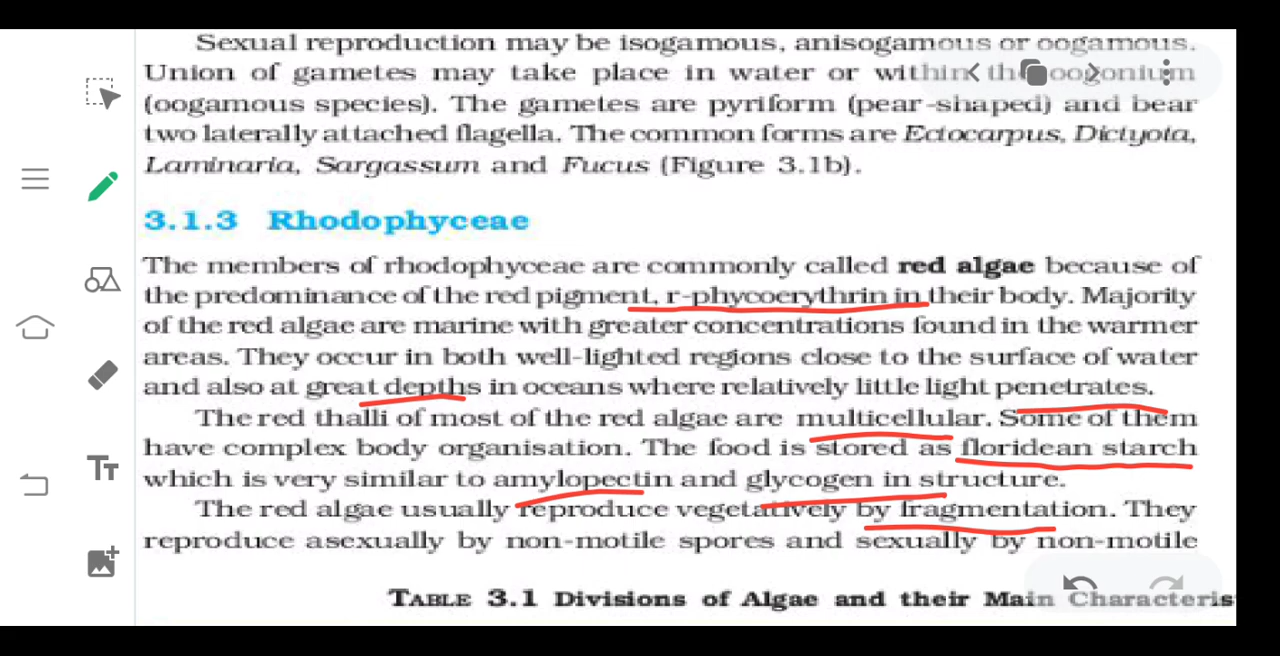 Sexual reproduction may be isogamous, anisogamous or oogamous.
Union of gametes may take place in water or within the oogonium
(oogamous species). The gametes are pyriform (pear-shaped) and bear
two laterally attached flagella. The common forms are Ectocarpus, Dictyota,
Laminaria, Sargassum and Fucus (Figure 3.1b).
3.1.3 Rhodophyceae
The members of rhodophyceae are commonly called red algae because of
the predominance of the red pigment, r-phycoerythrin in their body. Majority
of the red algae are marine with greater concentrations found in the warmer
areas. They occur in both well-lighted regions close to the surface of water
and also at great depths in oceans where relatively little light penetrates.
The red thalli of most of the red algae are multicellular. Some of them
have complex body organisation. The food is stored as floridean starch
which is very similar to amylopectin and glycogen in structure.
The red algae usually reproduce vegetatively by fragmentation. They
reproduce asexually by non-motile spores and sexually by non-motile
TABLE 3.1 Divisions of Algae and their Main Characteris
TT